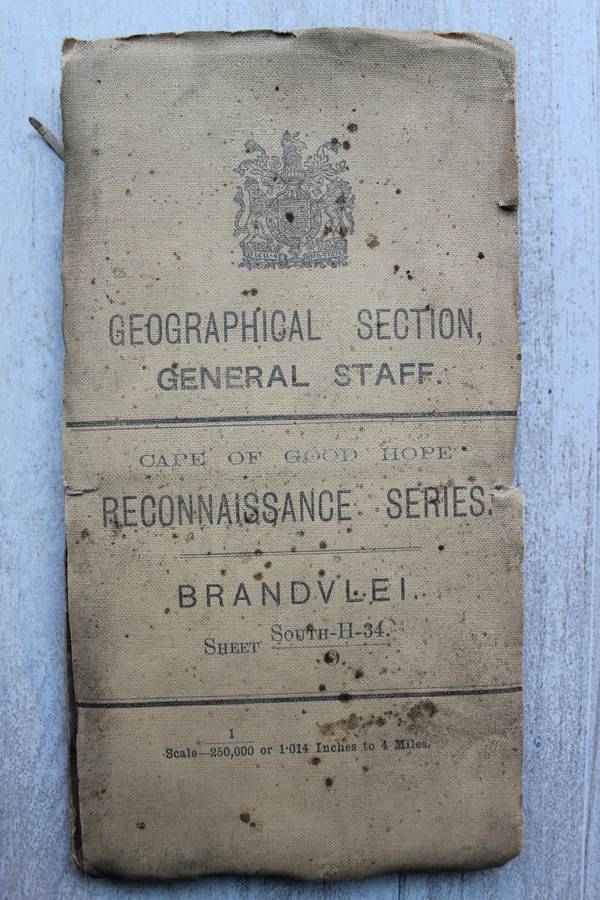 GEOGRAPHICAL SECTION,
GENERAL STAFF.
CAPE OF GOOD HOPE
RECONNAISSANCE SERIES.
BRANDVLEI.
SHEET SOUTH-H-34.
9.
1
Scale—250,000 or 1·014 Inches to 4 Miles.